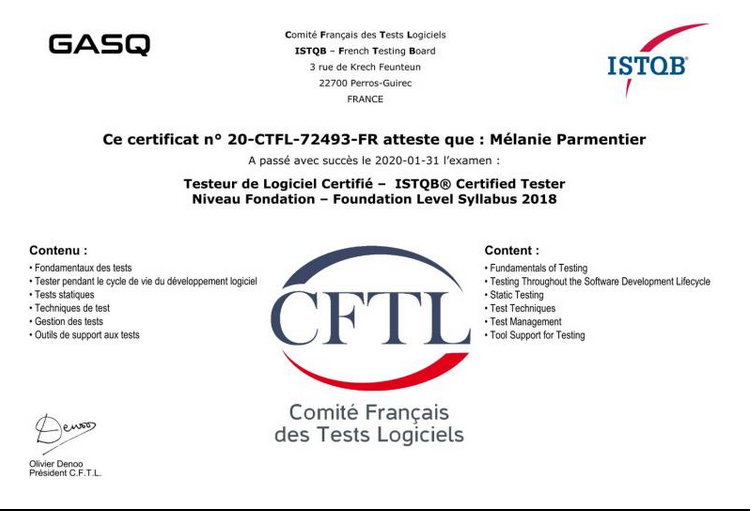 GASQ
Comité Français des Tests Logiciels
ISTQB – French Testing Board
3 rue de Krech Feunteun
22700 Perros-Guirec
FRANCE
ISTQB®
Ce certificat n° 20-CTFL-72493-FR atteste que : Mélanie Parmentier
A passé avec succès le 2020-01-31 l’examen :
Testeur de Logiciel Certifié – ISTQB® Certified Tester
Niveau Fondation – Foundation Level Syllabus 2018
Contenu :
• Fondamentaux des tests
• Tester pendant le cycle de vie du développement logiciel
• Tests statiques
• Techniques de test
• Gestion des tests
• Outils de support aux tests
CFTL
Comité Français
des Tests Logiciels
Content :
• Fundamentals of Testing
• Testing Throughout the Software Development Lifecycle
• Static Testing
• Test Techniques
• Test Management
• Tool Support for Testing
Denoo
Olivier Denoo
Président C.F.T.L.